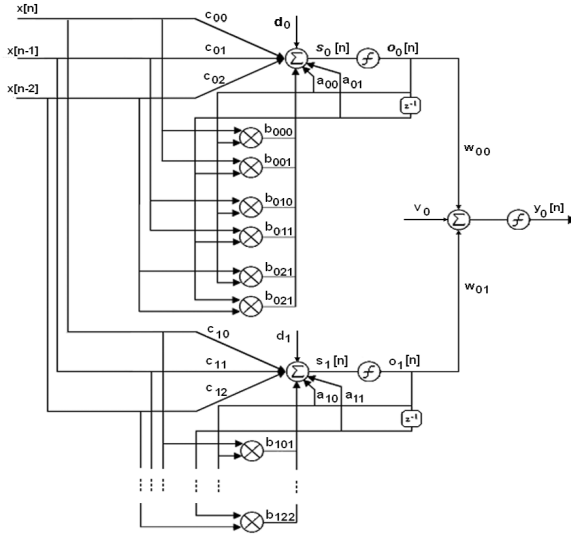 x[n]
c00
d0
c01
s0[n]
f
o0[n]
x[n-1]
Σ
x[n-2]
c02
a00 a01
z-1
b000
b001
w00
b010
b011
v0
Σ
f
y0[n]
b021
b021
w01
c10
d1
c11
s1[n]
f
o1[n]
Σ
c12
a10 a11
z-1
b101
b122